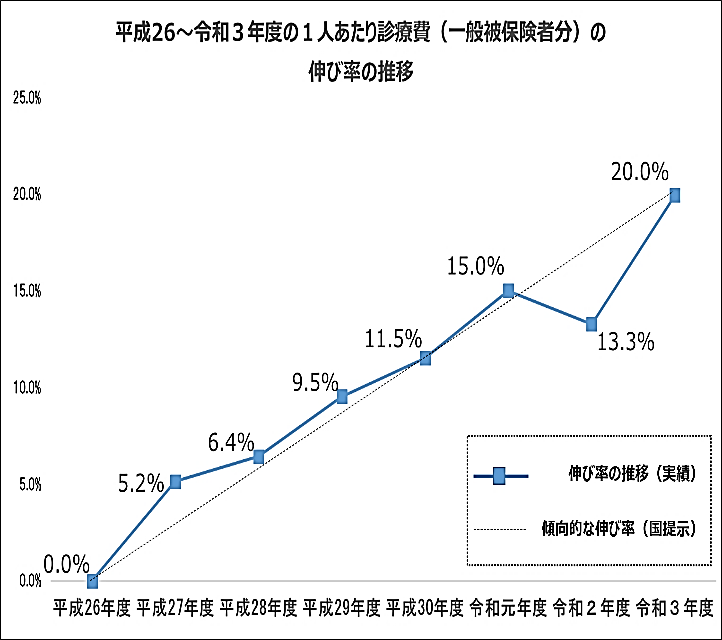 平成26～令和３年度の１人あたり診療費（一般被保険者分）の
伸び率の推移
25.0%
20.0%
15.0%
10.0%
5.0%
0.0%
0.0%
5.2%
6.4%
9.5%
11.5%
15.0%
13.3%
20.0%
伸び率の推移（実績）
傾向的な伸び率（国提示）
平成26年度 平成27年度 平成28年度 平成29年度 平成30年度 令和元年度 令和２年度 令和３年度